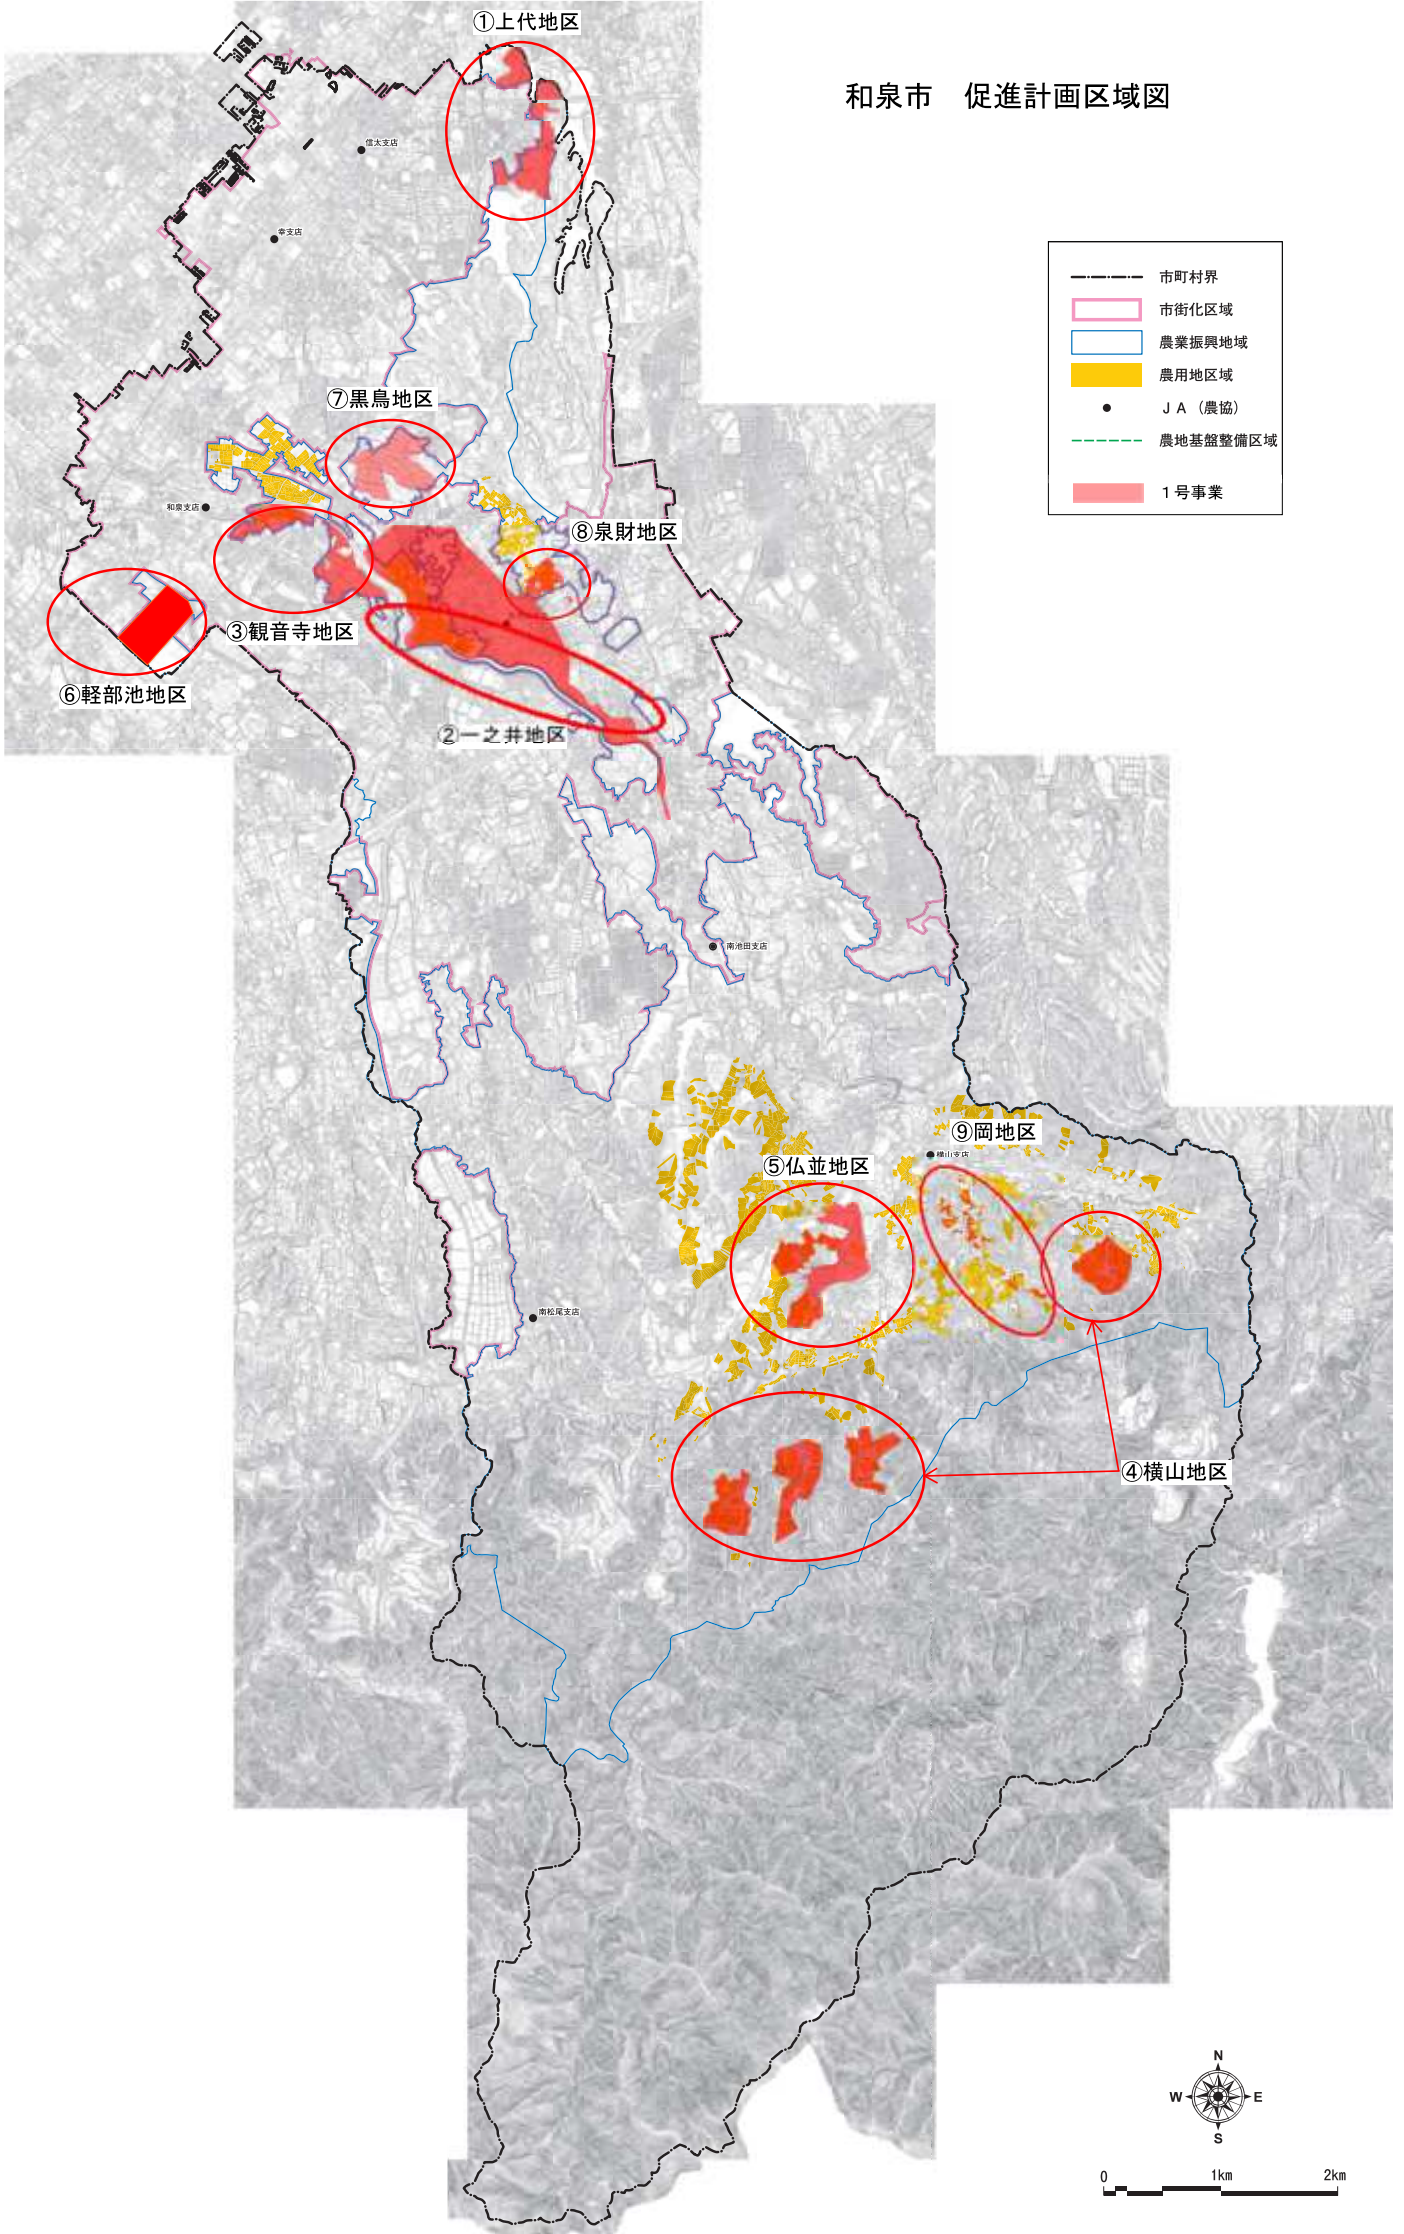 ①上代地区
和泉市　促進計画区域図
信太支店
幸支店
市町村界
市街化区域
農業振興地域
農用地区域
ＪＡ（農協）
農地基盤整備区域
１号事業
⑦黒鳥地区
和泉支店
⑧泉財地区
③観音寺地区
⑥軽部池地区
②一之井地区
南池田支店
⑨岡地区
横山支店
⑤仏並地区
南松尾支店
④横山地区
N
W E
S
0 1km 2km